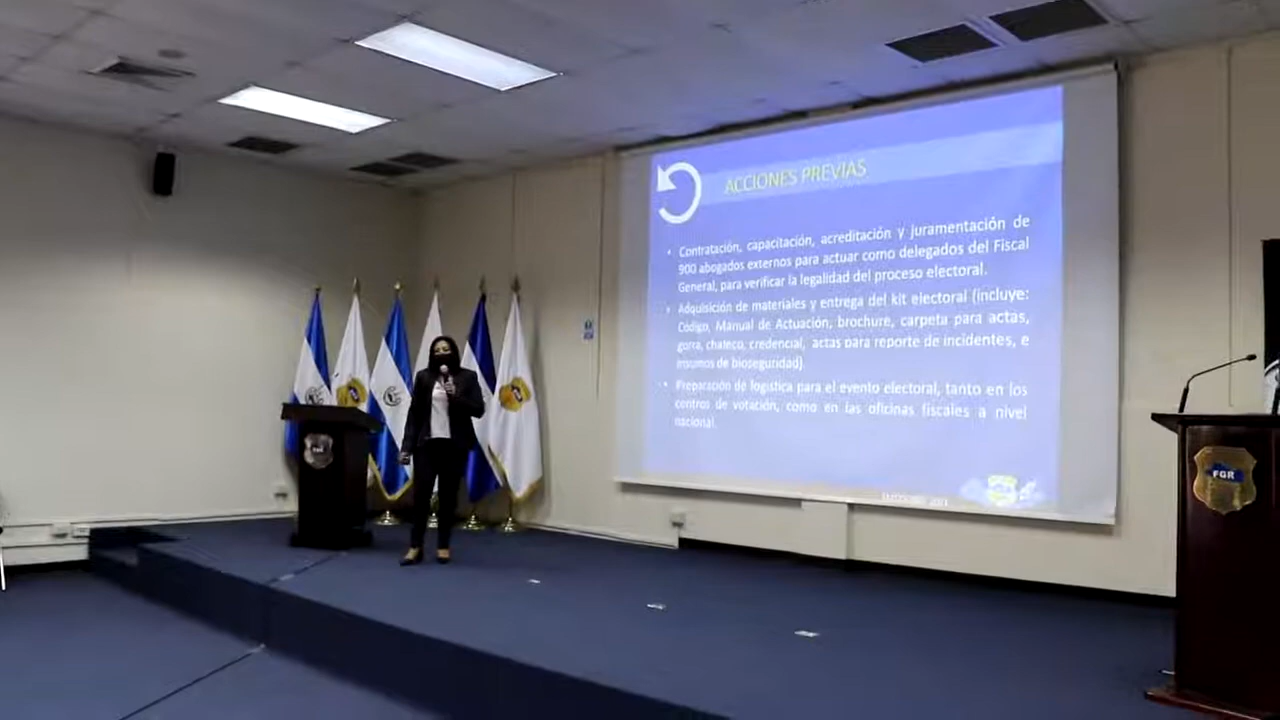 ACCIONES PREVIAS
• Contratación, capacitación, acreditación y juramentación de
900 abogados externos para actuar como delegados del Fiscal
General, para verificar la legalidad del proceso electoral.
• Adquisición de materiales y entrega del kit electoral (incluye:
Código, Manual de Actuación, brochure, carpeta para actas,
gorra, chaleco, credencial, actas para reporte de incidentes, e
insumos de bioseguridad)
• Preparación de logística para el evento electoral, tanto en los
centros de votación, como en las oficinas fiscales a nivel
nacional.
2021
FGR
FGR